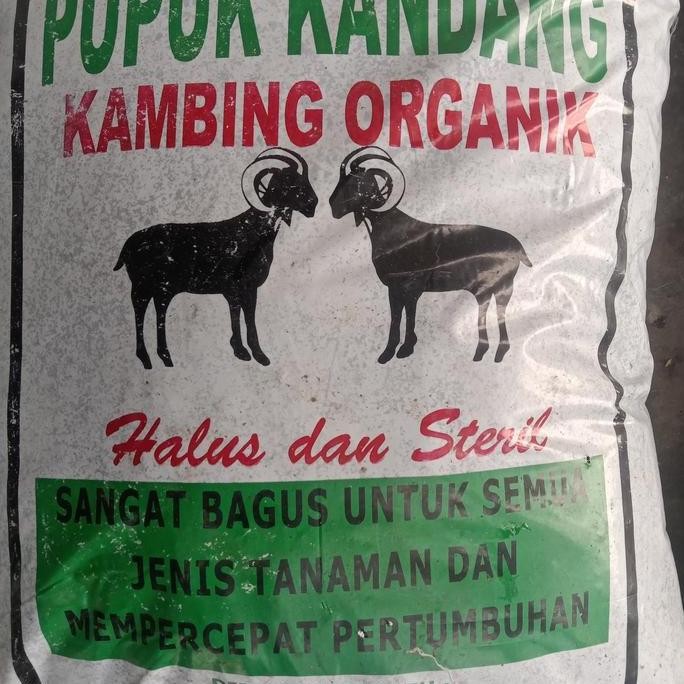 PUPUK KANDANG
KAMBING ORGANIK
Halus dan Steril
SANGAT BAGUS UNTUK SEMUA
JENIS TANAMAN DAN
MEMPERCEPAT PERTUMBUHAN